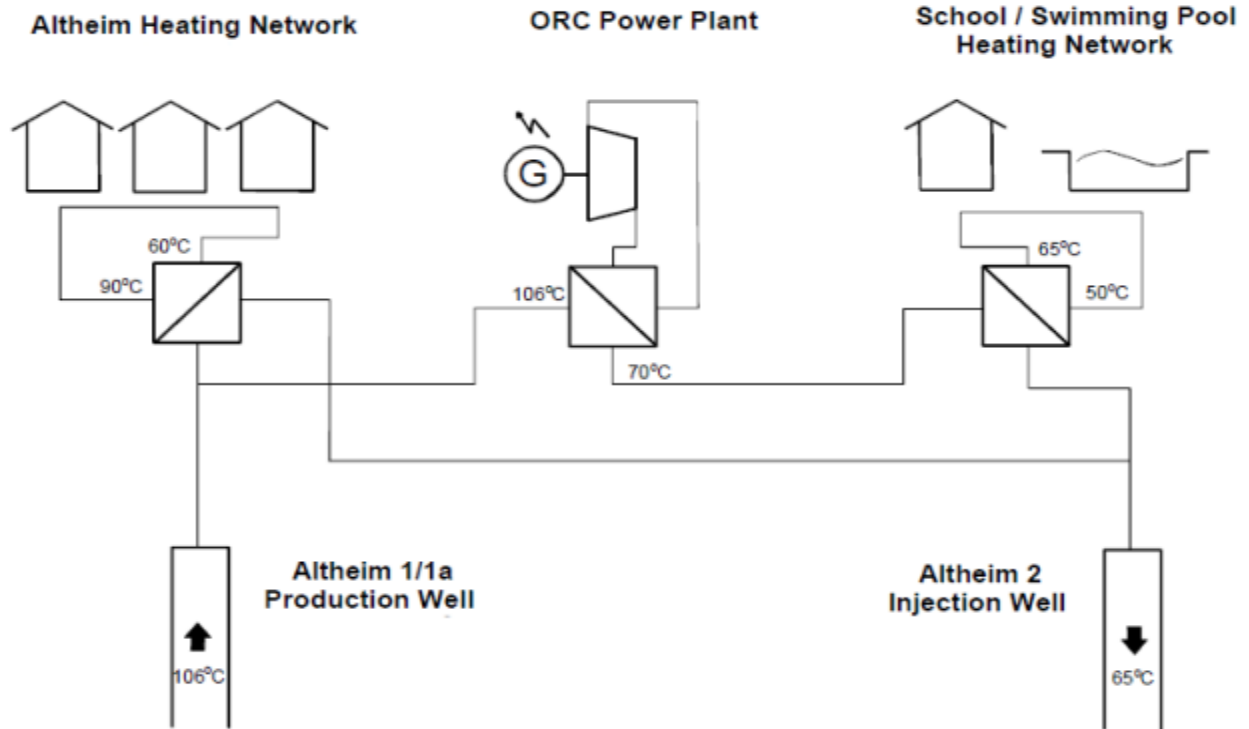 Altheim Heating Network
ORC Power Plant
School / Swimming Pool
Heating Network
G
60ºC
90ºC
106ºC
70ºC
65ºC
50ºC
Altheim 1/1a
Production Well
106ºC
Altheim 2
Injection Well
65ºC